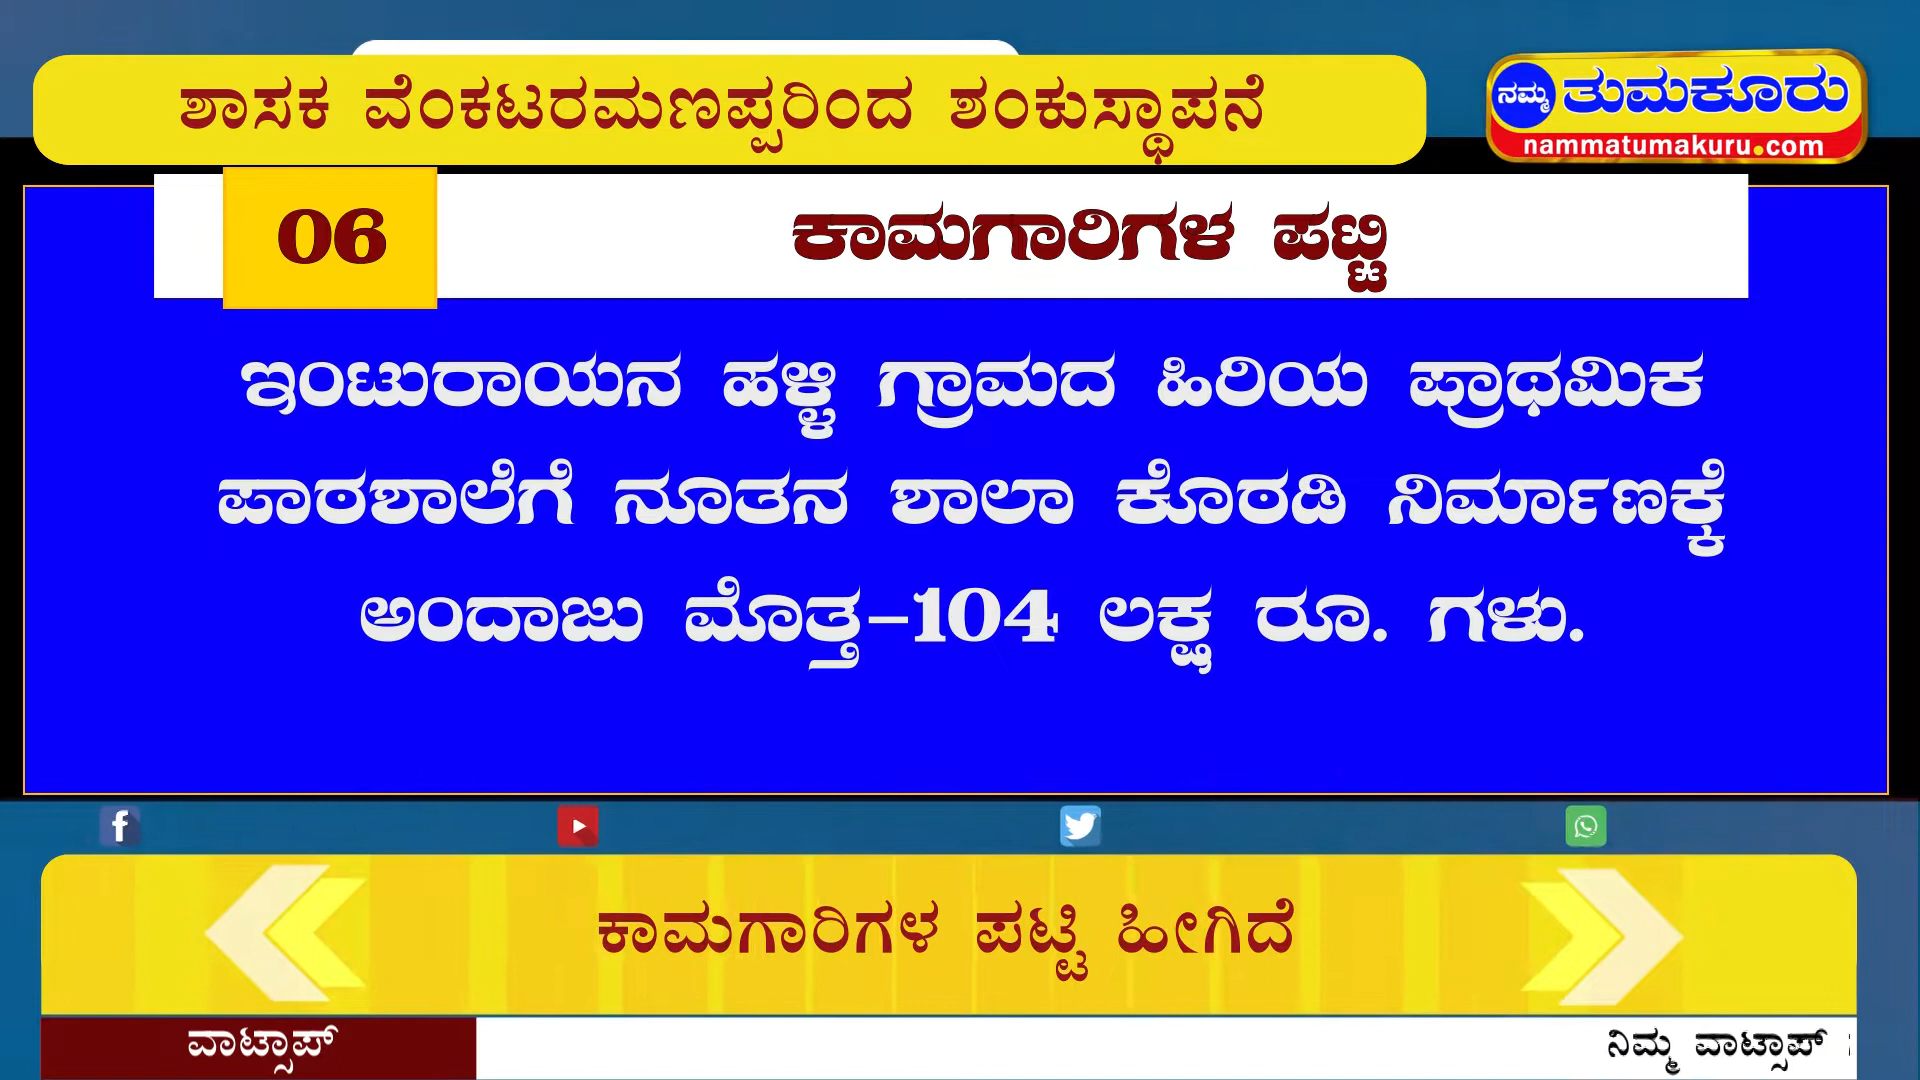 ಶಾಸಕ ವೆಂಕಟರಮಣಪ್ಪರಿಂದ ಶಂಕುಸ್ಥಾಪನೆ
ನಮ್ಮ ತುಮಕೂರು
nammatumakuru.com
06 ಕಾಮಗಾರಿಗಳ ಪಟ್ಟಿ
ಇಂಟುರಾಯನ ಹಳ್ಳಿ ಗ್ರಾಮದ ಹಿರಿಯ ಪ್ರಾಥಮಿಕ
ಪಾಠಶಾಲೆಗೆ ನೂತನ ಶಾಲಾ ಕೊಠಡಿ ನಿರ್ಮಾಣಕ್ಕೆ
ಅಂದಾಜು ಮೊತ್ತ-104 ಲಕ್ಷ ರೂ. ಗಳು.
ಕಾಮಗಾರಿಗಳ ಪಟ್ಟಿ ಹೀಗಿದೆ
ವಾಟ್ಸಾಪ್ ನಿಮ್ಮ ವಾಟ್ಸಾಪ್